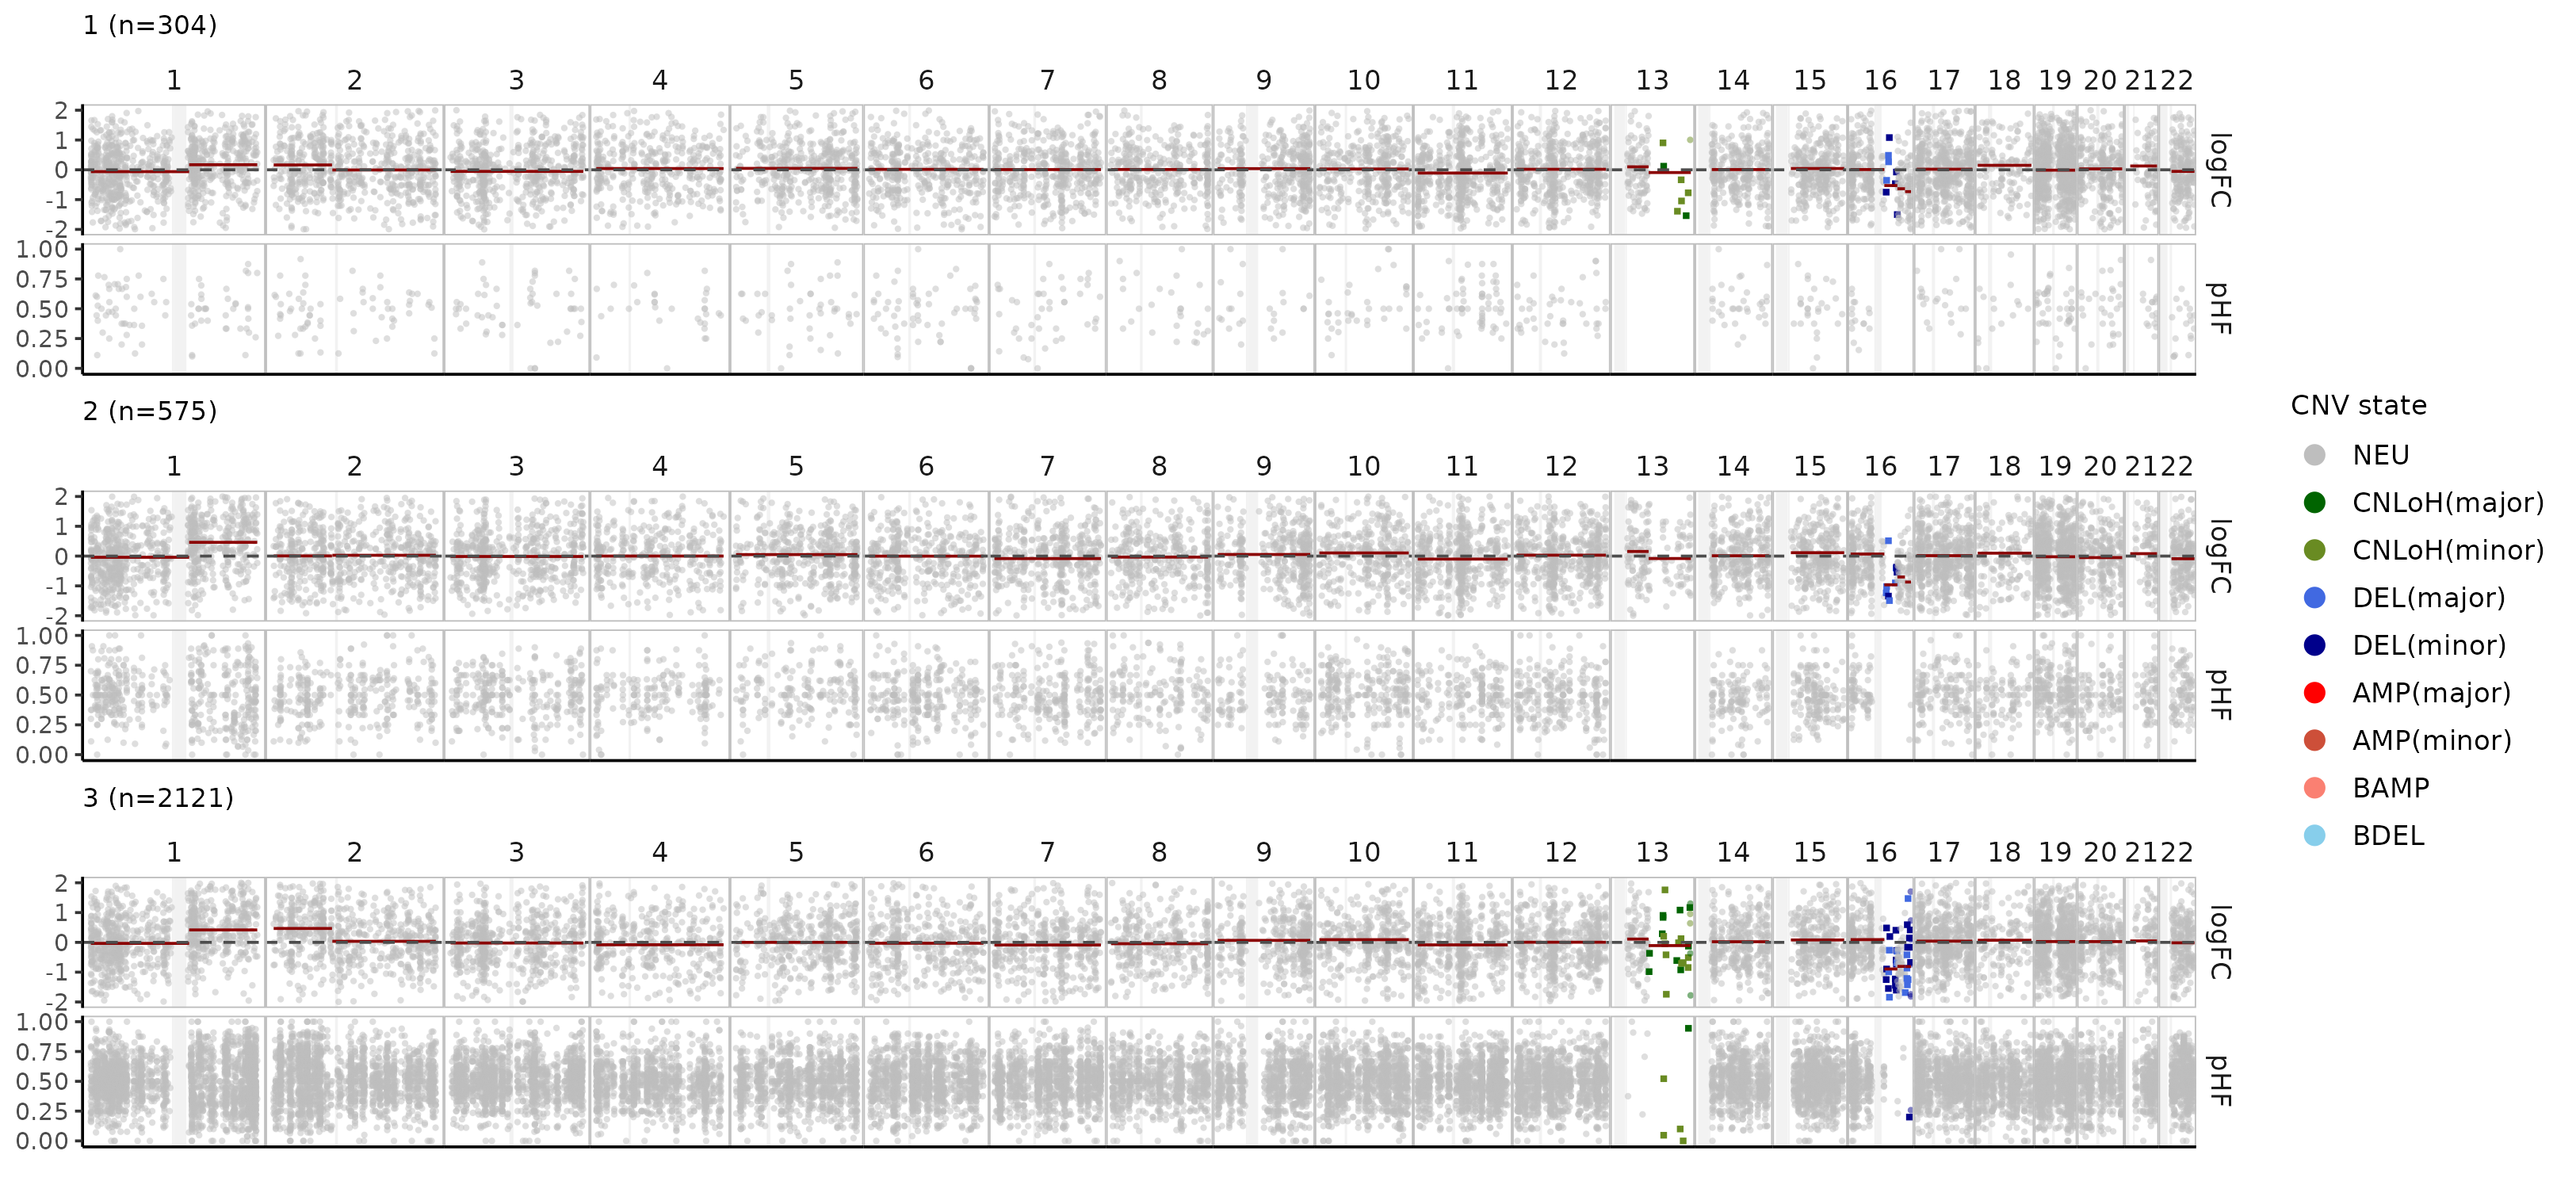 1 (n=304)
1 2 3 4 5 6 7 8 9 10 11 12 13 14 15 16 17 18 19 20 21 22
2
1
0
-1
-2
logFC
1.00
0.75
0.50
0.25
0.00
pHF
2 (n=575)
1 2 3 4 5 6 7 8 9 10 11 12 13 14 15 16 17 18 19 20 21 22
2
1
0
-1
-2
logFC
1.00
0.75
0.50
0.25
0.00
pHF
3 (n=2121)
1 2 3 4 5 6 7 8 9 10 11 12 13 14 15 16 17 18 19 20 21 22
2
1
0
-1
-2
logFC
1.00
0.75
0.50
0.25
0.00
pHF
CNV state
NEU
CNLoH(major)
CNLoH(minor)
DEL(major)
DEL(minor)
AMP(major)
AMP(minor)
BAMP
BDEL